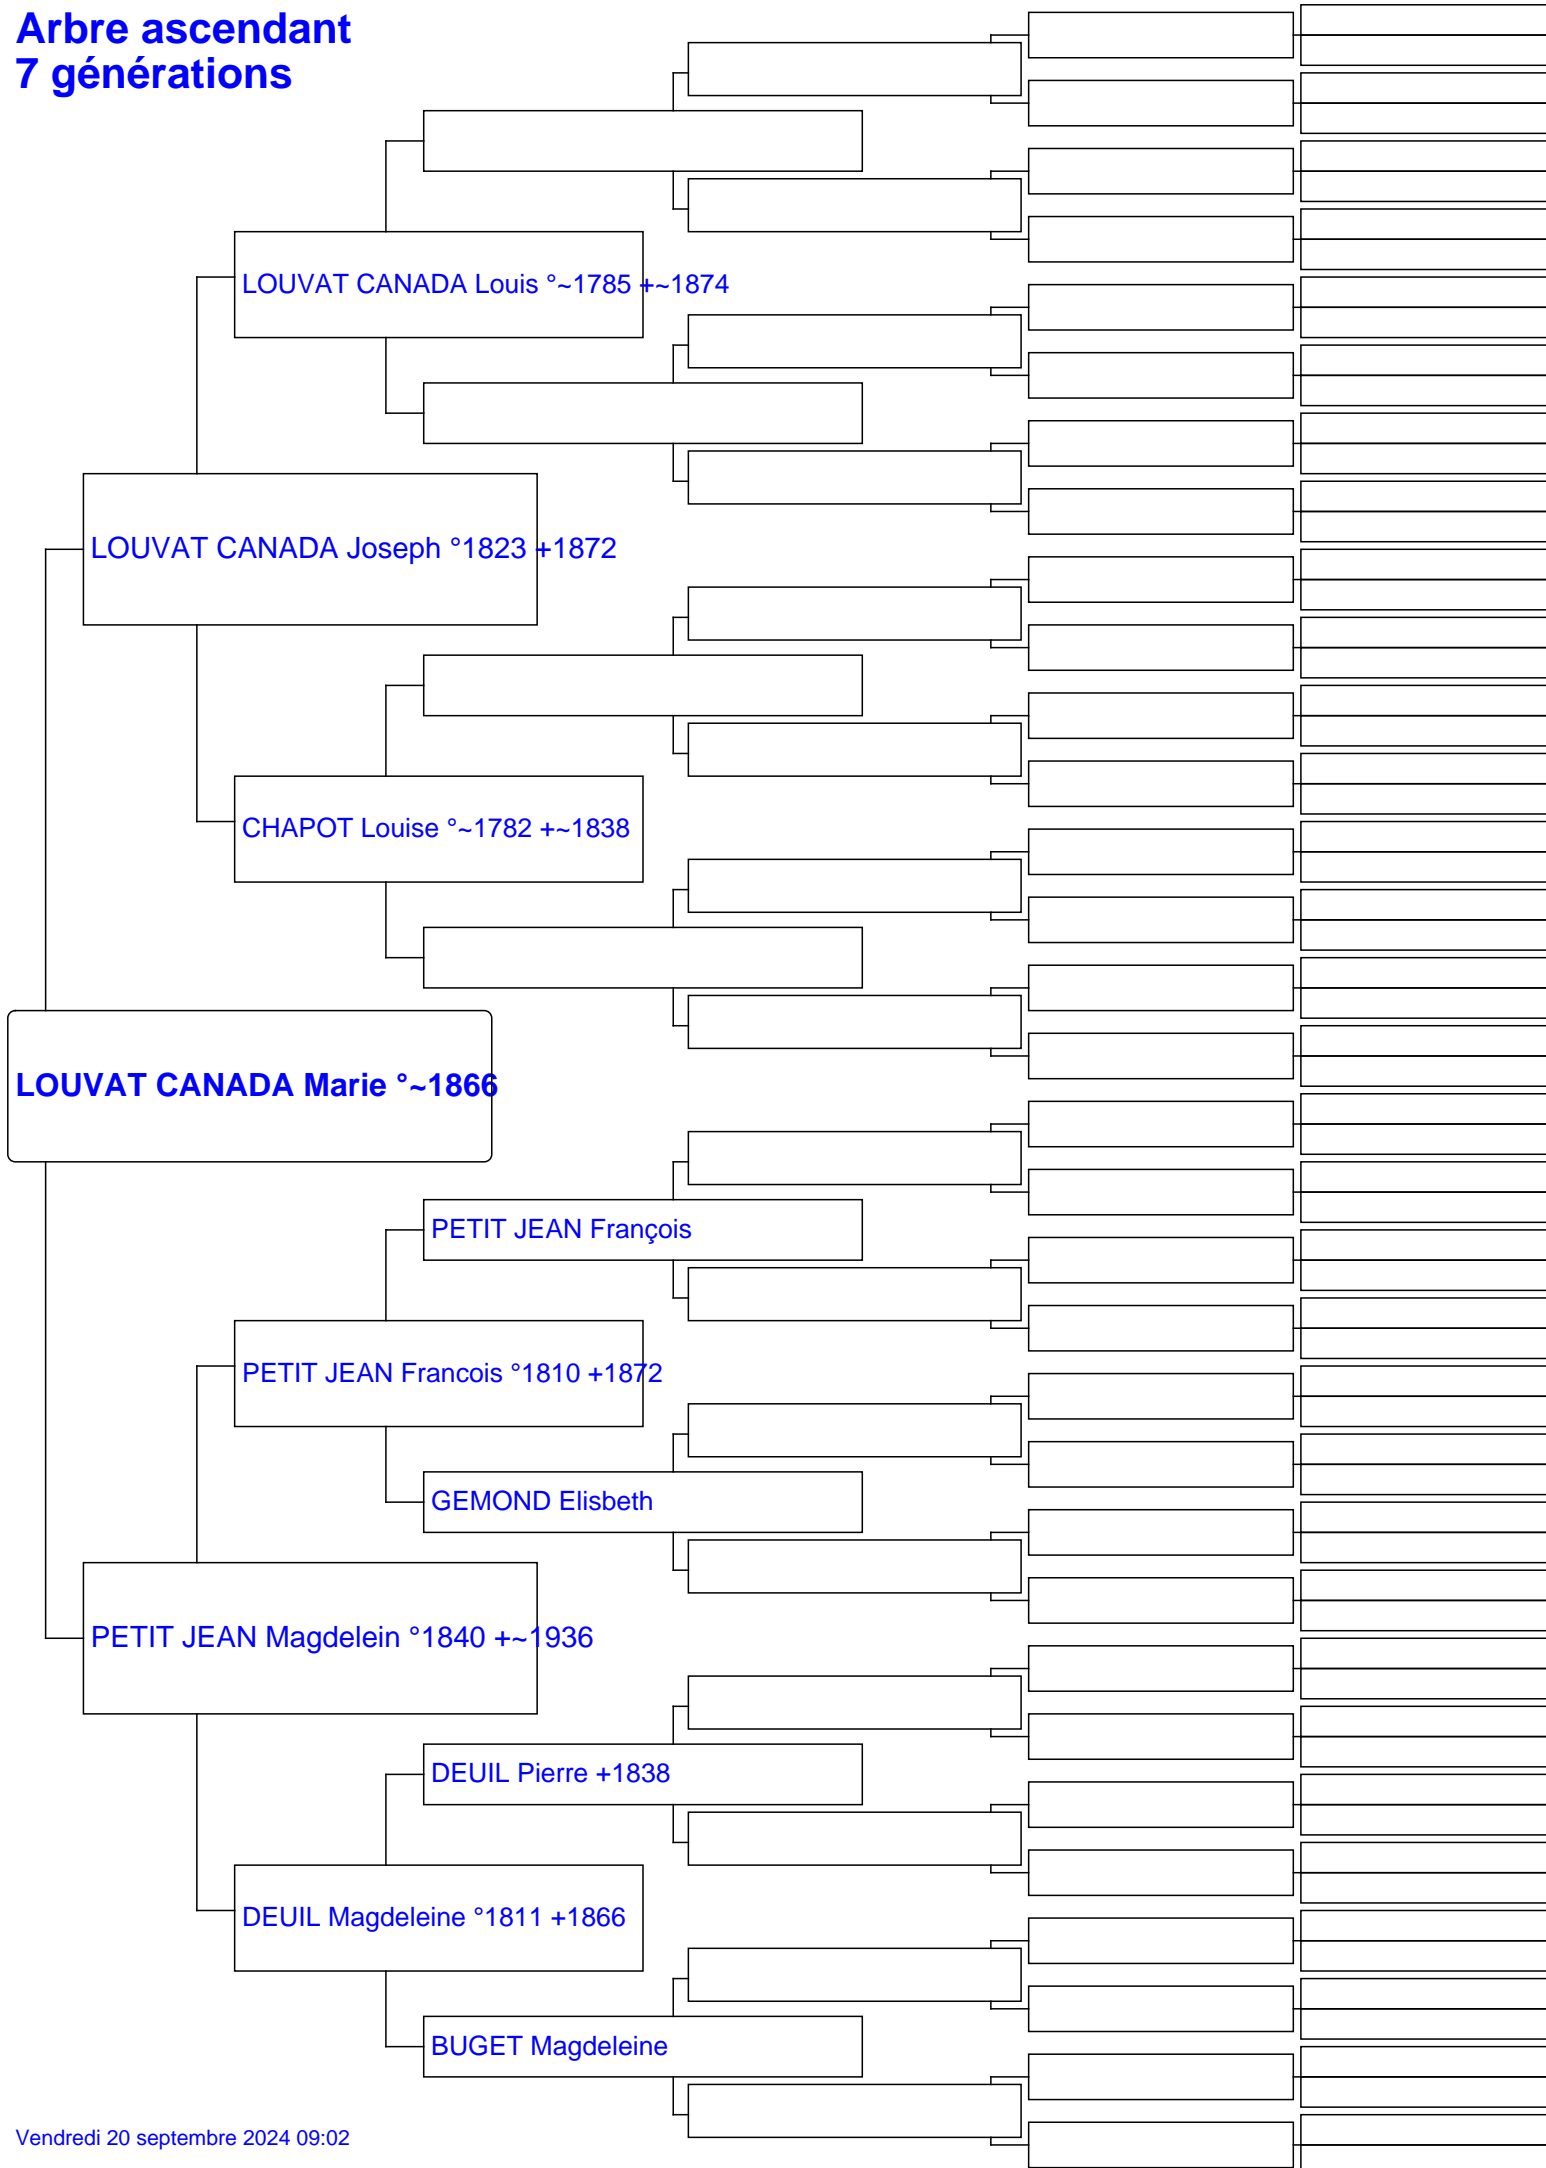 Arbre ascendant
7 générations
LOUVAT CANADA Louis °~1785 +~1874
LOUVAT CANADA Joseph °1823 +1872
CHAPOT Louise °~1782 +~1838
LOUVAT CANADA Marie °~1866
PETIT JEAN François
PETIT JEAN Francois °1810 +1872
GEMOND Elisbeth
PETIT JEAN Magdelein °1840 +~1936
DEUIL Pierre +1838
DEUIL Magdeleine °1811 +1866
BUGET Magdeleine
Vendredi 20 septembre 2024 09:02